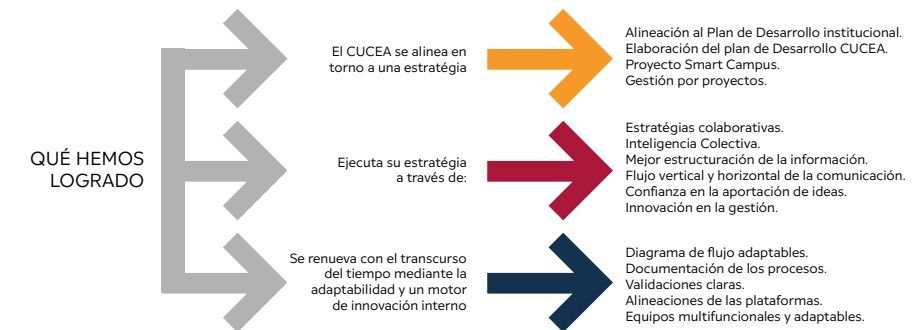 QUÉ HEMOS
LOGRADO
El CUCEA se alinea en
torno a una estratégia
Alineación al Plan de Desarrollo institucional.
Elaboración del plan de Desarrollo CUCEA.
Proyecto Smart Campus.
Gestión por proyectos.
Ejecuta su estratégia
a través de:
Estratégias colaborativas.
Inteligencia Colectiva.
Mejor estructuración de la información.
Flujo vertical y horizontal de la comunicación.
Confianza en la aportación de ideas.
Innovación en la gestión.
Se renueva con el transcurso
del tiempo mediante la
adaptabilidad y un motor
de innovación interno
Diagrama de flujo adaptables.
Documentación de los procesos.
Validaciones claras.
Alineaciones de las plataformas.
Equipos multifuncionales y adaptables.